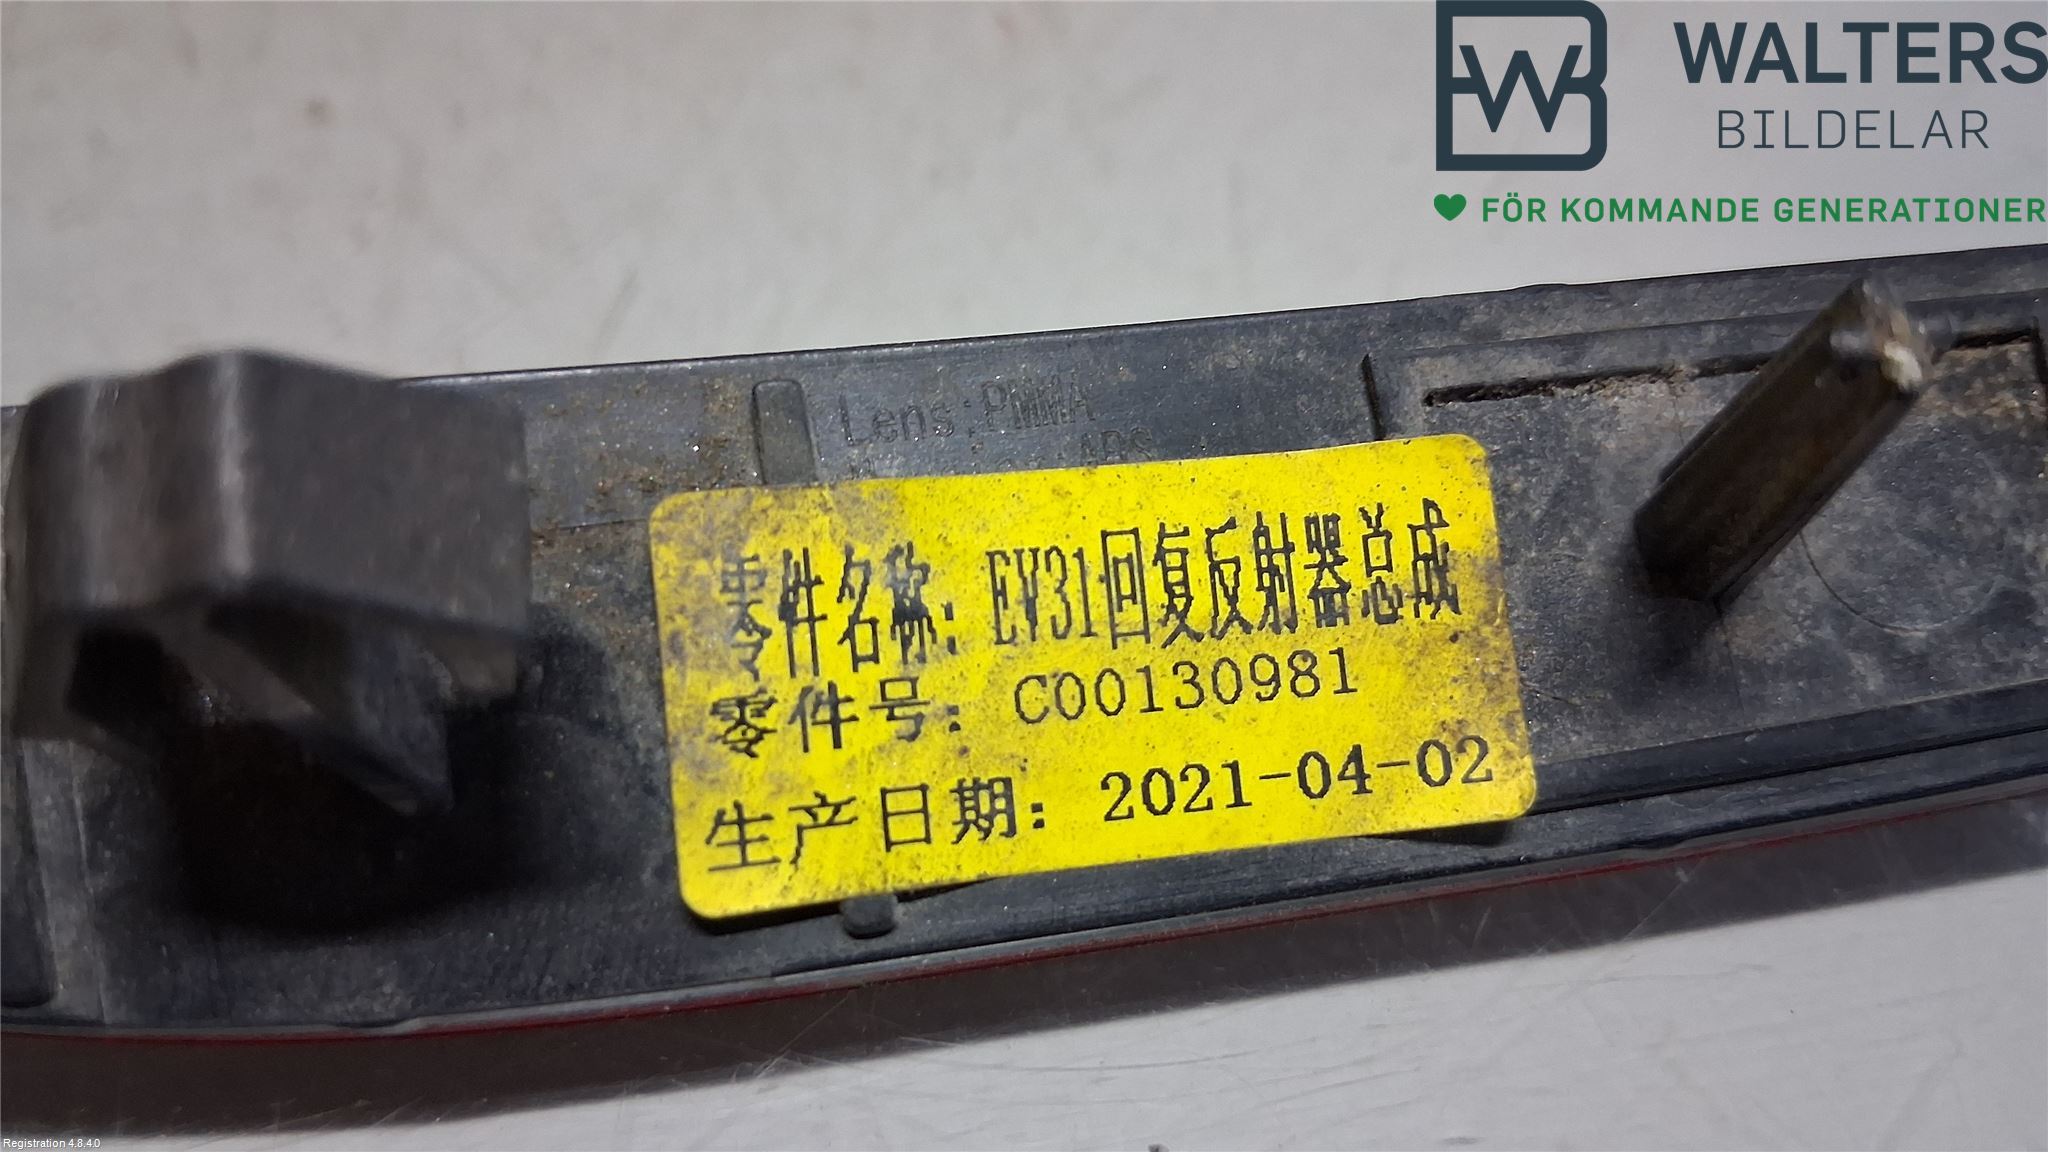 WALTERS
BILDELAR
FÖR KOMMANDE GENERATIONER
Lens:PMMA
ABS
零件名称: EV31回复反射器总成
零件号: C00130981
生产日期: 2021-04-02
Registration 4.8.4.0